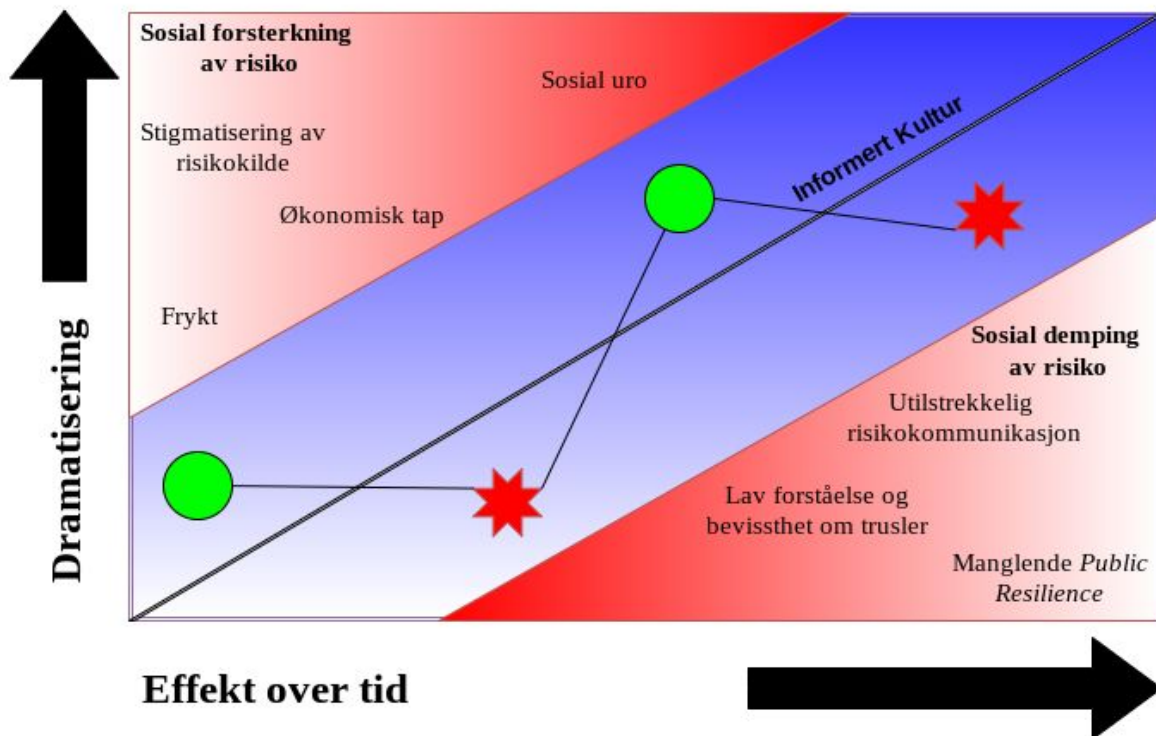 Sosial forsterkning
av risiko
Sosial uro
Stigmatisering av
risikokilde
Økonomisk tap
Frykt
Informert Kultur
Sosial demping
av risiko
Utilstrekkelig
risikokommunikasjon
Lav forståelse og
bevissthet om trusler
Manglende Public
Resilience
Dramatisering
Effekt over tid